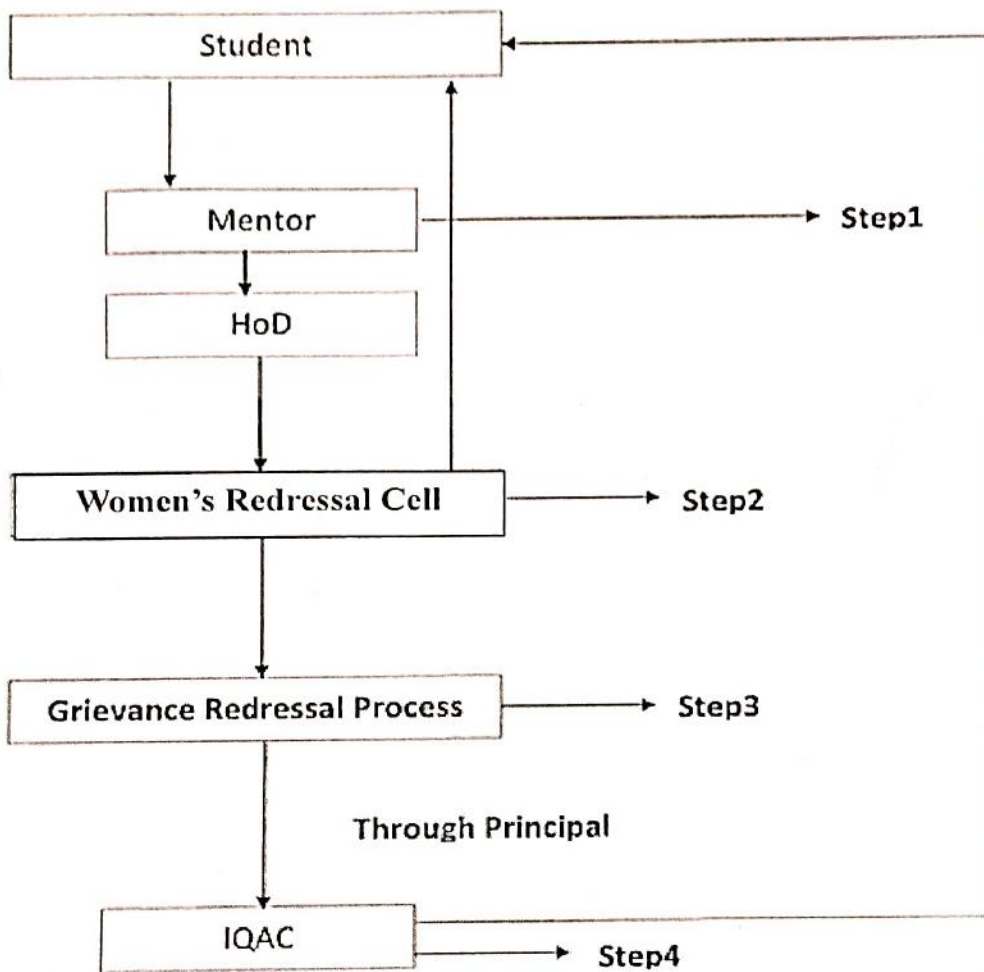 Student
Mentor
Step1
HoD
Women's Redressal Cell
Step2
Grievance Redressal Process
Step3
Through Principal
IQAC
Step4